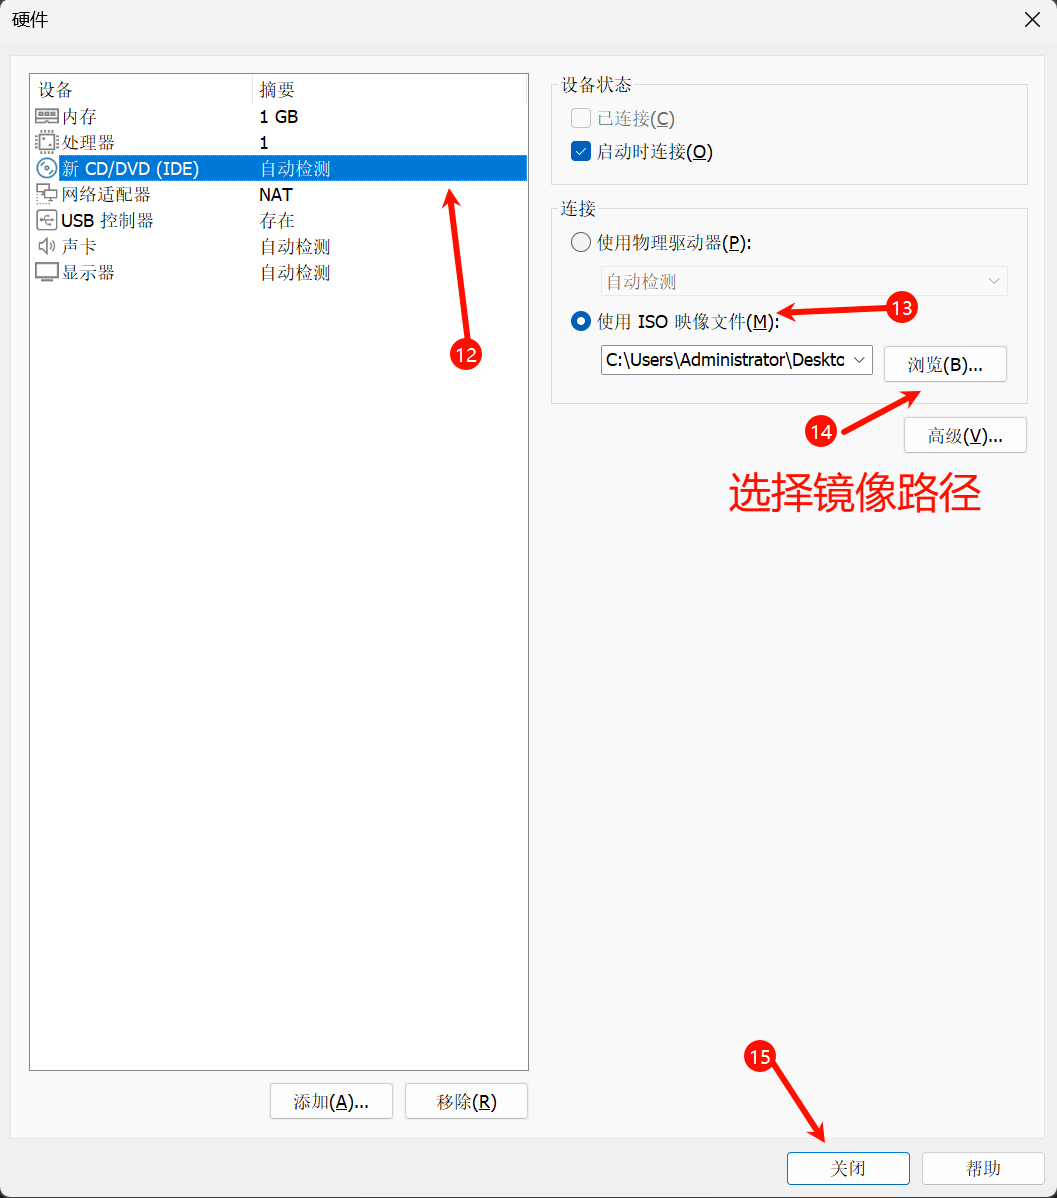 硬件
设备 摘要
内存 1 GB
处理器 1
新 CD/DVD (IDE) 自动检测
网络适配器 NAT
USB 控制器 存在
声卡 自动检测
显示器 自动检测
12
添加(A)... 移除(R)
设备状态
已连接(C)
启动时连接(O)
连接
使用物理驱动器(P):
自动检测
使用 ISO 映像文件(M):
13
C:\Users\Administrator\Deskto
浏览(B)...
14
高级(V)...
选择镜像路径
15
关闭 帮助